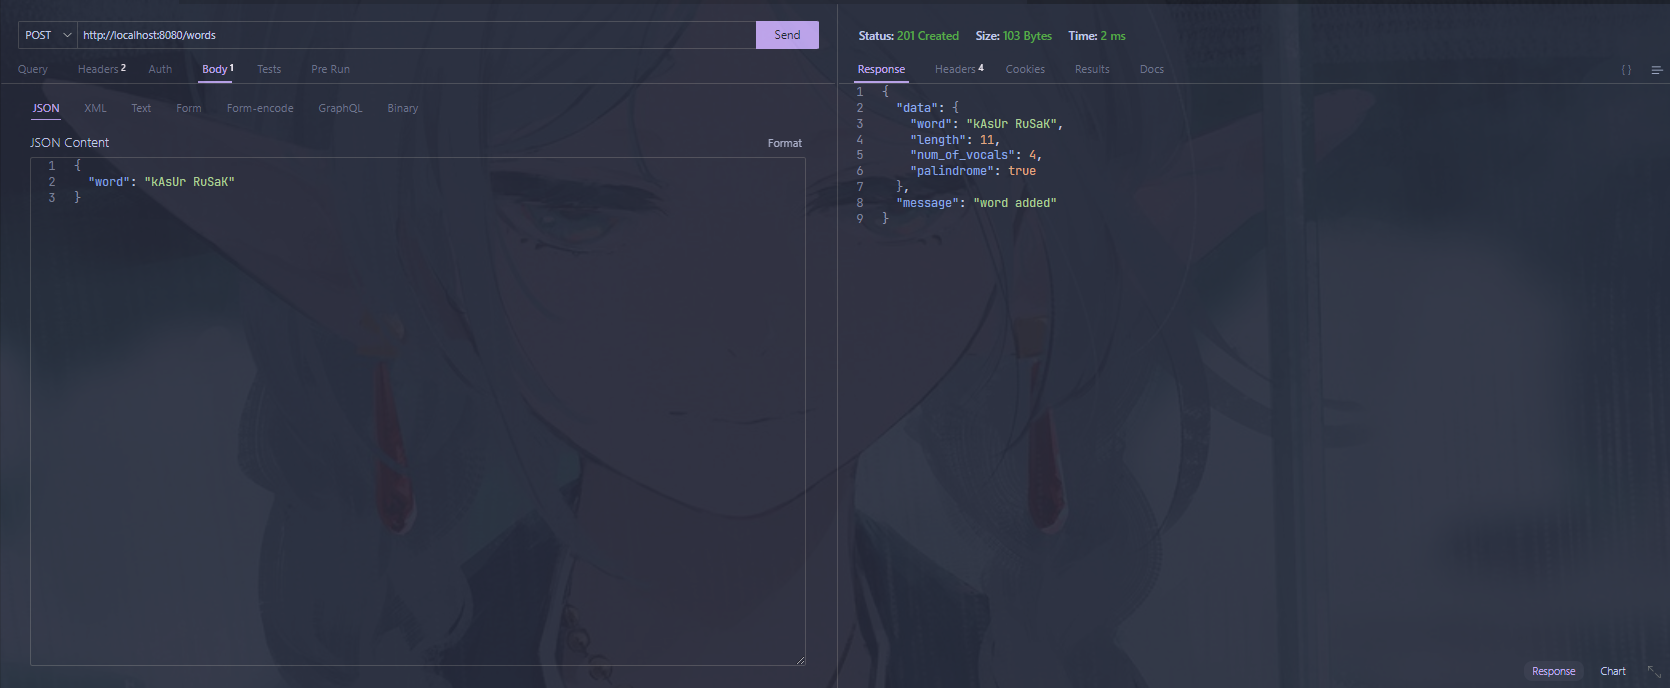 POST http://localhost:8080/words Send
Query Headers 2 Auth Body 1 Tests Pre Run
JSON XML Text Form Form-encode GraphQL Binary
JSON Content Format
1 {
2 "word": "kAsUr RuSaK"
3 }
Status: 201 Created Size: 103 Bytes Time: 2 ms
Response Headers 4 Cookies Results Docs { }
1 {
2 "data": {
3 "word": "kAsUr RuSaK",
4 "length": 11,
5 "num_of_vocals": 4,
6 "palindrome": true
7 },
8 "message": "word added"
9 }
Response Chart